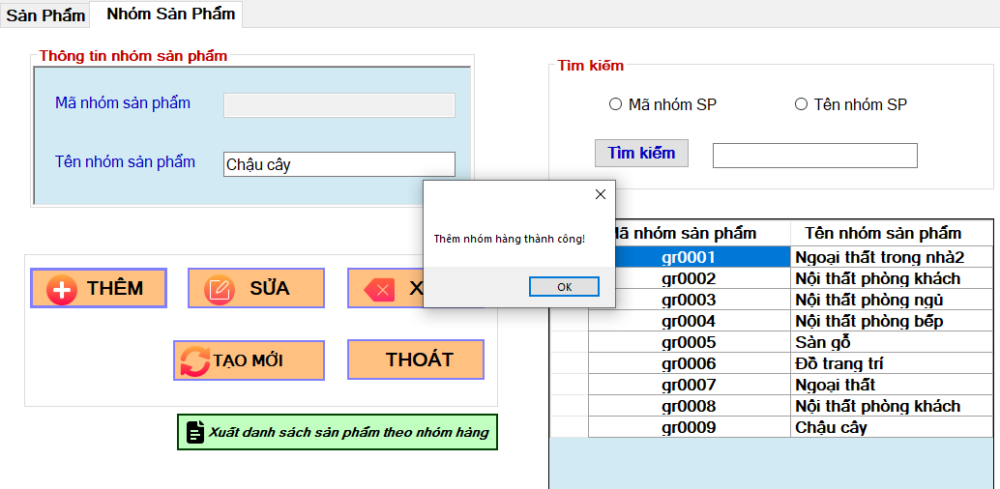 Sản Phẩm
Nhóm Sản Phẩm
Thông tin nhóm sản phẩm
Mã nhóm sản phẩm
Tên nhóm sản phẩm
Chậu cây
Tìm kiếm
Mã nhóm SP
Tên nhóm SP
Tìm kiếm
Thêm nhóm hàng thành công!
OK
THÊM
SỬA
X
TẠO MỚI
THOÁT
Xuất danh sách sản phẩm theo nhóm hàng
nhóm sản phẩm Tên nhóm sản phẩm
gr0001 Ngoại thất trong nhà2
gr0002 Nội thất phòng khách
gr0003 Nội thất phòng ngủ
gr0004 Nội thất phòng bếp
gr0005 Sàn gỗ
gr0006 Đồ trang trí
gr0007 Ngoại thất
gr0008 Nội thất phòng khách
gr0009 Chậu cây